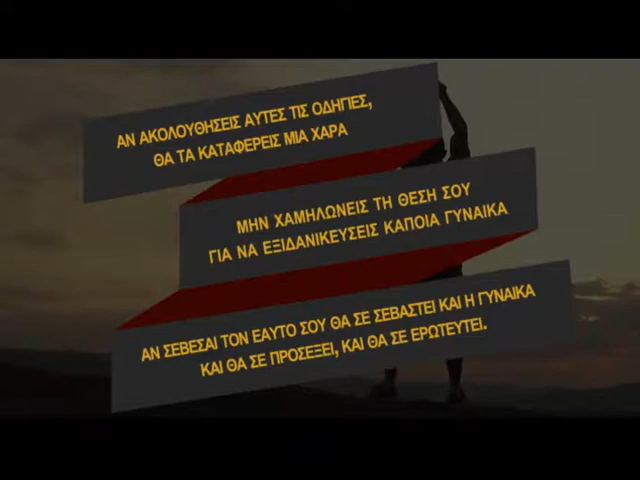 ΑΝ ΑΚΟΛΟΥΘΗΣΕΙΣ ΑΥΤΕΣ ΤΙΣ ΟΔΗΓΙΕΣ,
ΘΑ ΤΑ ΚΑΤΑΦΕΡΕΙΣ ΜΙΑ ΧΑΡΑ
ΜΗΝ ΧΑΜΗΛΩΝΕΙΣ ΤΗ ΘΕΣΗ ΣΟΥ
ΓΙΑ ΝΑ ΕΞΙΔΑΝΙΚΕΥΣΕΙΣ ΚΑΠΟΙΑ ΓΥΝΑΙΚΑ
ΑΝ ΣΕΒΕΣΑΙ ΤΟΝ ΕΑΥΤΟ ΣΟΥ ΘΑ ΣΕ ΣΕΒΑΣΤΕΙ ΚΑΙ Η ΓΥΝΑΙΚΑ
ΚΑΙ ΘΑ ΣΕ ΠΡΟΣΕΞΕΙ, ΚΑΙ ΘΑ ΣΕ ΕΡΩΤΕΥΤΕΙ.